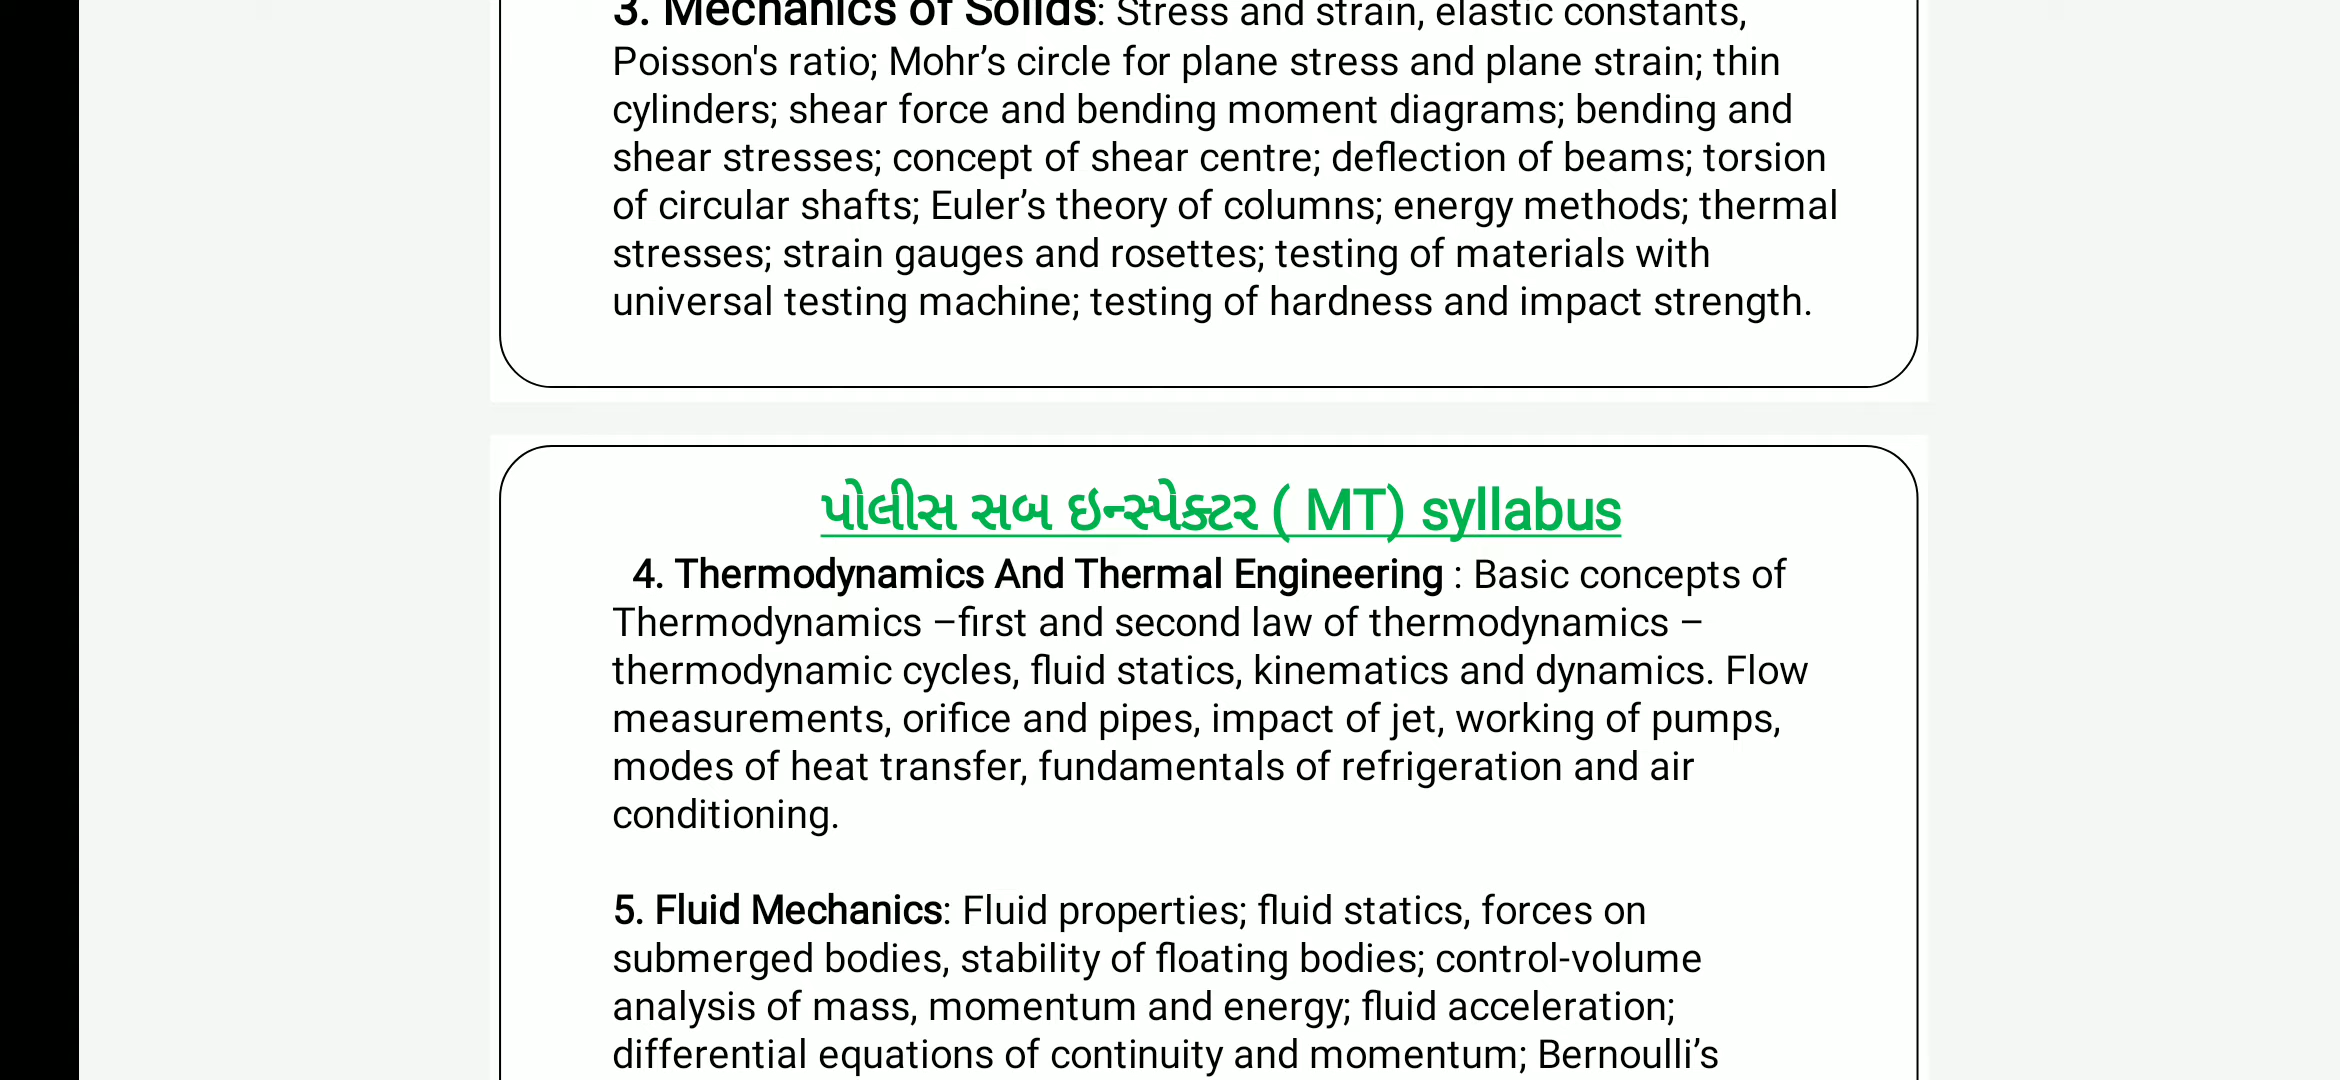 3. Mechanics of Solids: Stress and strain, elastic constants,
Poisson's ratio; Mohr’s circle for plane stress and plane strain; thin
cylinders; shear force and bending moment diagrams; bending and
shear stresses; concept of shear centre; deflection of beams; torsion
of circular shafts; Euler’s theory of columns; energy methods; thermal
stresses; strain gauges and rosettes; testing of materials with
universal testing machine; testing of hardness and impact strength.
પોલીસ સબ ઇન્સ્પેક્ટર ( MT) syllabus
4. Thermodynamics And Thermal Engineering : Basic concepts of
Thermodynamics –first and second law of thermodynamics –
thermodynamic cycles, fluid statics, kinematics and dynamics. Flow
measurements, orifice and pipes, impact of jet, working of pumps,
modes of heat transfer, fundamentals of refrigeration and air
conditioning.
5. Fluid Mechanics: Fluid properties; fluid statics, forces on
submerged bodies, stability of floating bodies; control-volume
analysis of mass, momentum and energy; fluid acceleration;
differential equations of continuity and momentum; Bernoulli’s